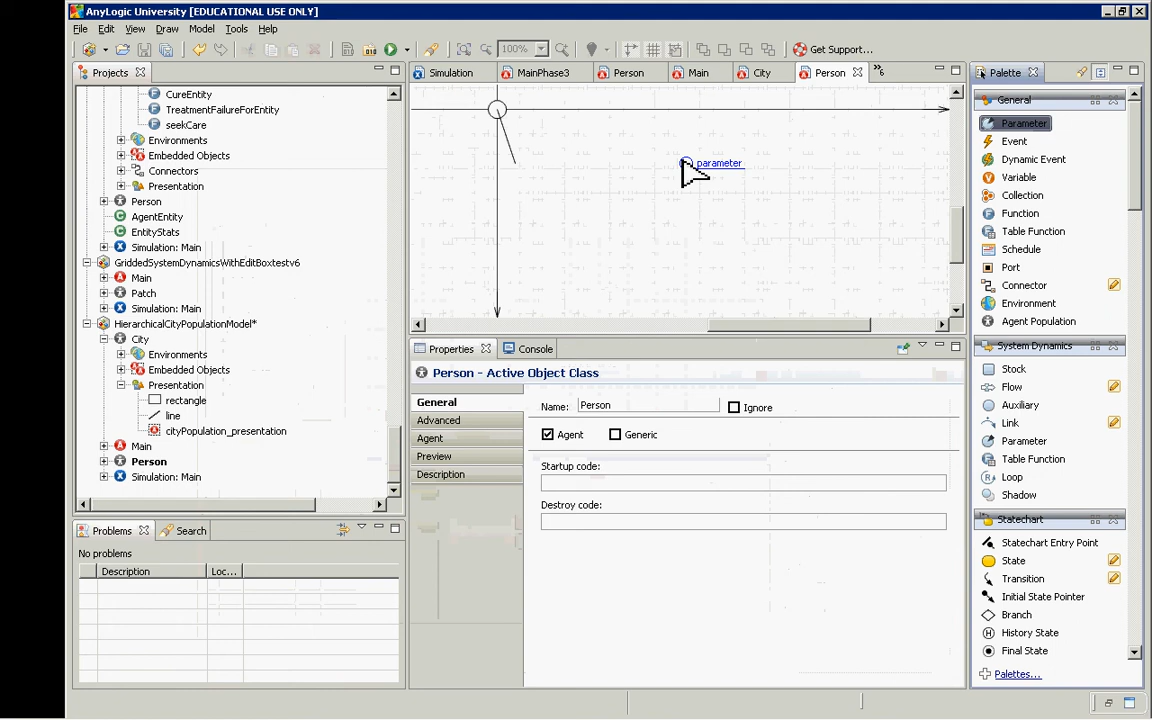 AnyLogic University [EDUCATIONAL USE ONLY]
File Edit View Draw Model Tools Help
100% Get Support...
Projects
CureEntity
TreatmentFailureForEntity
seekCare
Environments
Embedded Objects
Connectors
Presentation
Person
AgentEntity
EntityStats
Simulation: Main
GriddedSystemDynamicsWithEditBoxtestv6
Main
Patch
Simulation: Main
HierarchicalCityPopulationModel*
City
Environments
Embedded Objects
Presentation
rectangle
line
cityPopulation_presentation
Main
Person
Simulation: Main
Problems Search
No problems
Description Loc...
Simulation MainPhase3 Person Main City Person »6
parameter
Properties Console
Person - Active Object Class
General
Advanced
Agent
Preview
Description
Name: Person Ignore
Agent Generic
Startup code:
Destroy code:
Palette
General
Parameter
Event
Dynamic Event
Variable
Collection
Function
Table Function
Schedule
Port
Connector
Environment
Agent Population
System Dynamics
Stock
Flow
Auxiliary
Link
Parameter
Table Function
Loop
Shadow
Statechart
Statechart Entry Point
State
Transition
Initial State Pointer
Branch
History State
Final State
Palettes...